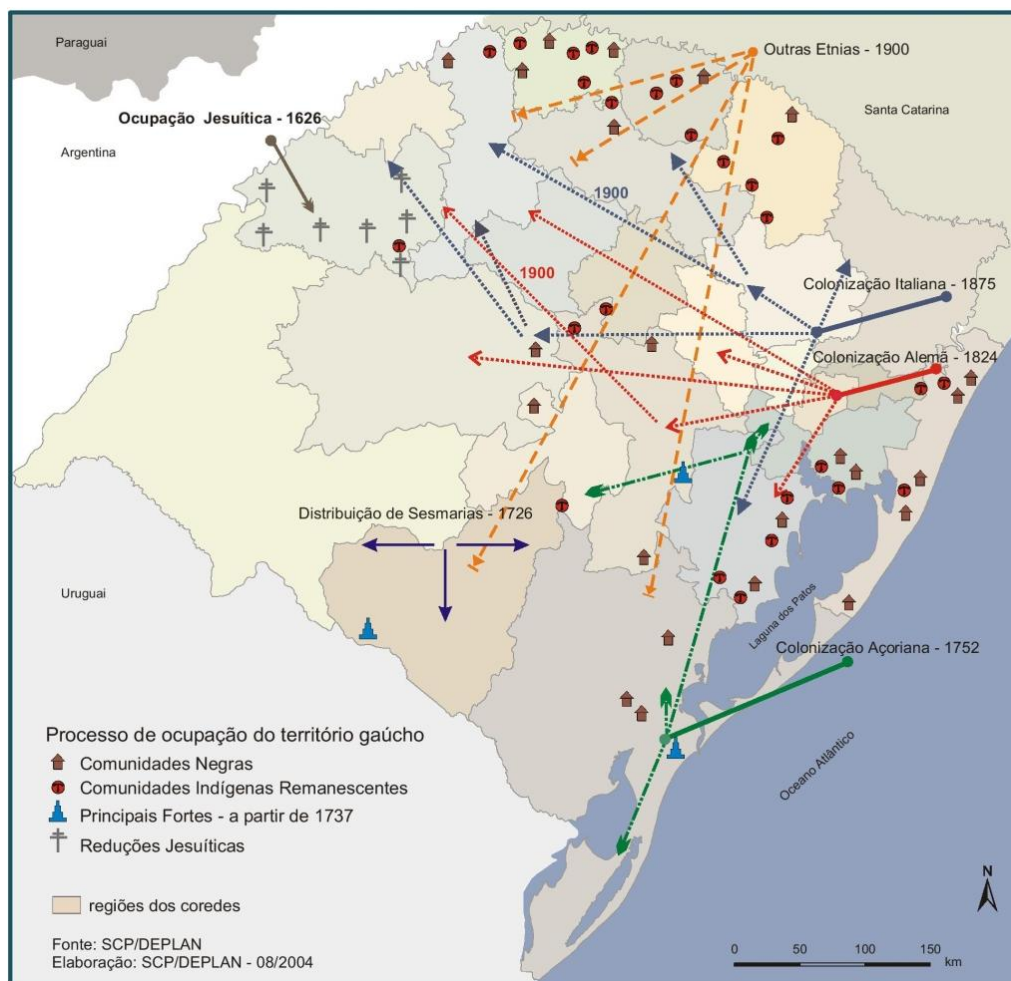 Paraguai
Outras Etnias - 1900
Santa Catarina
Ocupação Jesuítica - 1626
Argentina
1900
1900
Colonização Italiana - 1875
Colonização Alemã - 1824
Distribuição de Sesmarias - 1726
Uruguai
Laguna dos Patos
Colonização Açoriana - 1752
Oceano Atlântico
Processo de ocupação do território gaúcho
Comunidades Negras
Comunidades Indígenas Remanescentes
Principais Fortes - a partir de 1737
Reduções Jesuíticas
regiões dos coredes
Fonte: SCP/DEPLAN
Elaboração: SCP/DEPLAN - 08/2004
N
0 50 100 150
km